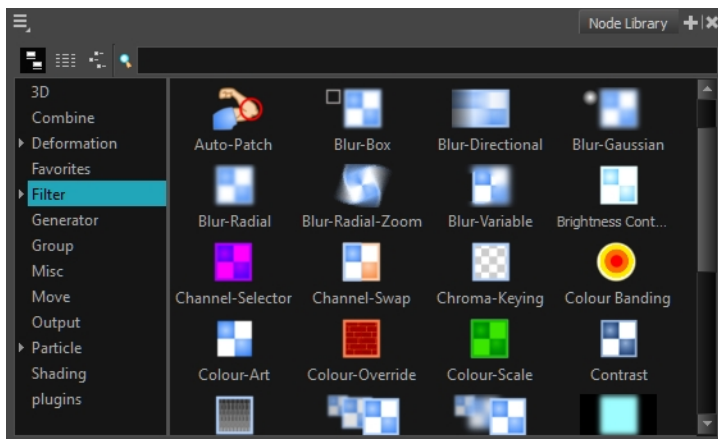 Node Library
3D
Combine
Deformation
Favorites
Filter
Generator
Group
Misc
Move
Output
Particle
Shading
plugins
Auto-Patch Blur-Box Blur-Directional Blur-Gaussian
Blur-Radial Blur-Radial-Zoom Blur-Variable Brightness Cont...
Channel-Selector Channel-Swap Chroma-Keying Colour Banding
Colour-Art Colour-Override Colour-Scale Contrast